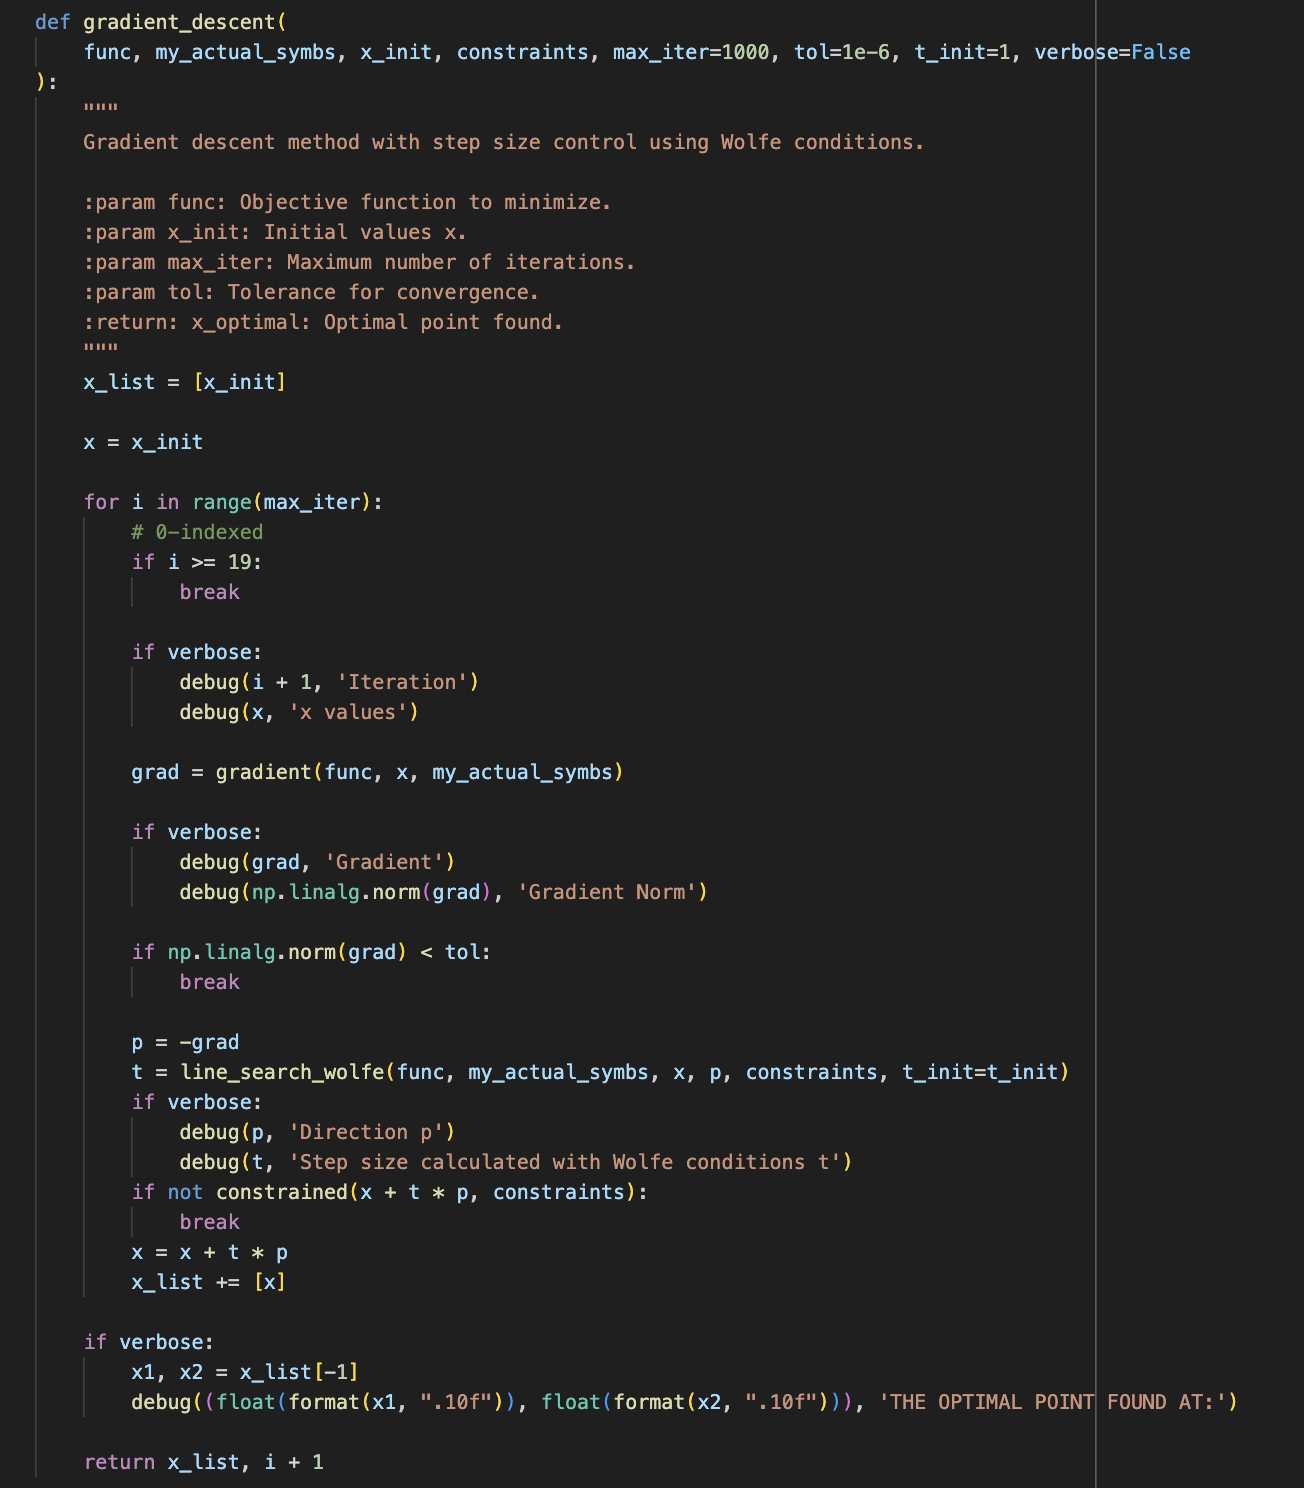 def gradient_descent(
    func, my_actual_symbs, x_init, constraints, max_iter=1000, tol=1e-6, t_init=1, verbose=False
):
    """
    Gradient descent method with step size control using Wolfe conditions.

    :param func: Objective function to minimize.
    :param x_init: Initial values x.
    :param max_iter: Maximum number of iterations.
    :param tol: Tolerance for convergence.
    :return: x_optimal: Optimal point found.
    """
    x_list = [x_init]

    x = x_init

    for i in range(max_iter):
        # 0-indexed
        if i >= 19:
            break

        if verbose:
            debug(i + 1, 'Iteration')
            debug(x, 'x values')

        grad = gradient(func, x, my_actual_symbs)

        if verbose:
            debug(grad, 'Gradient')
            debug(np.linalg.norm(grad), 'Gradient Norm')

        if np.linalg.norm(grad) < tol:
            break

        p = -grad
        t = line_search_wolfe(func, my_actual_symbs, x, p, constraints, t_init=t_init)
        if verbose:
            debug(p, 'Direction p')
            debug(t, 'Step size calculated with Wolfe conditions t')
        if not constrained(x + t * p, constraints):
            break
        x = x + t * p
        x_list += [x]

    if verbose:
        x1, x2 = x_list[-1]
        debug((float(format(x1, ".10f")), float(format(x2, ".10f"))), 'THE OPTIMAL POINT FOUND AT:')

    return x_list, i + 1